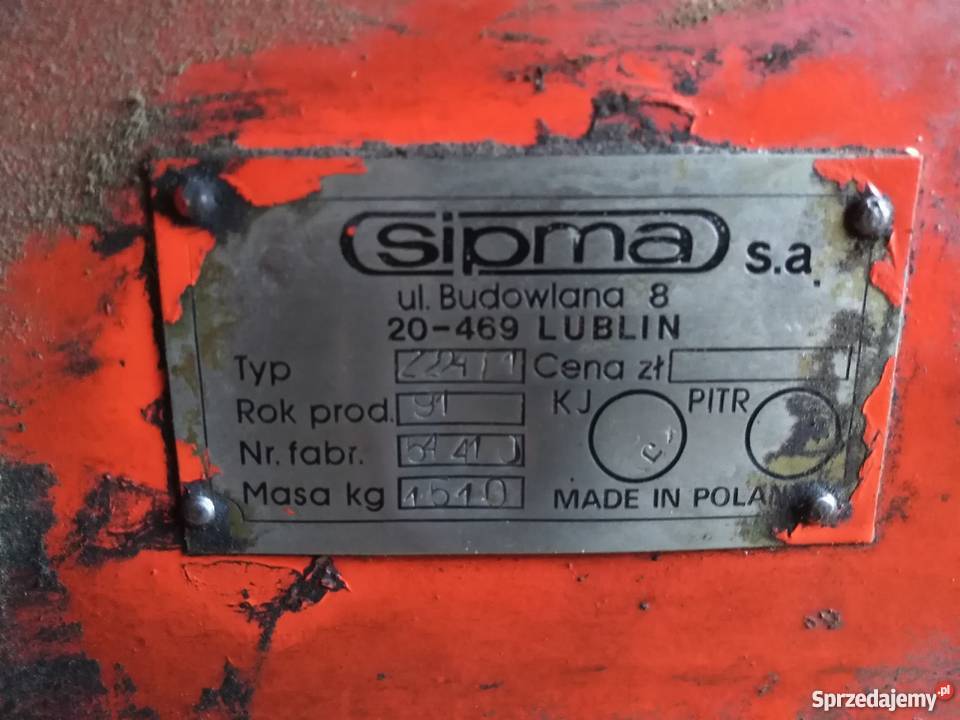 sipma s.a.
ul. Budowlana 8
20-469 LUBLIN
Typ Cena zł
Rok prod. 91 KJ PITR
Nr. fabr.
Masa kg 1510 MADE IN POLAN
Sprzedajemy.pl